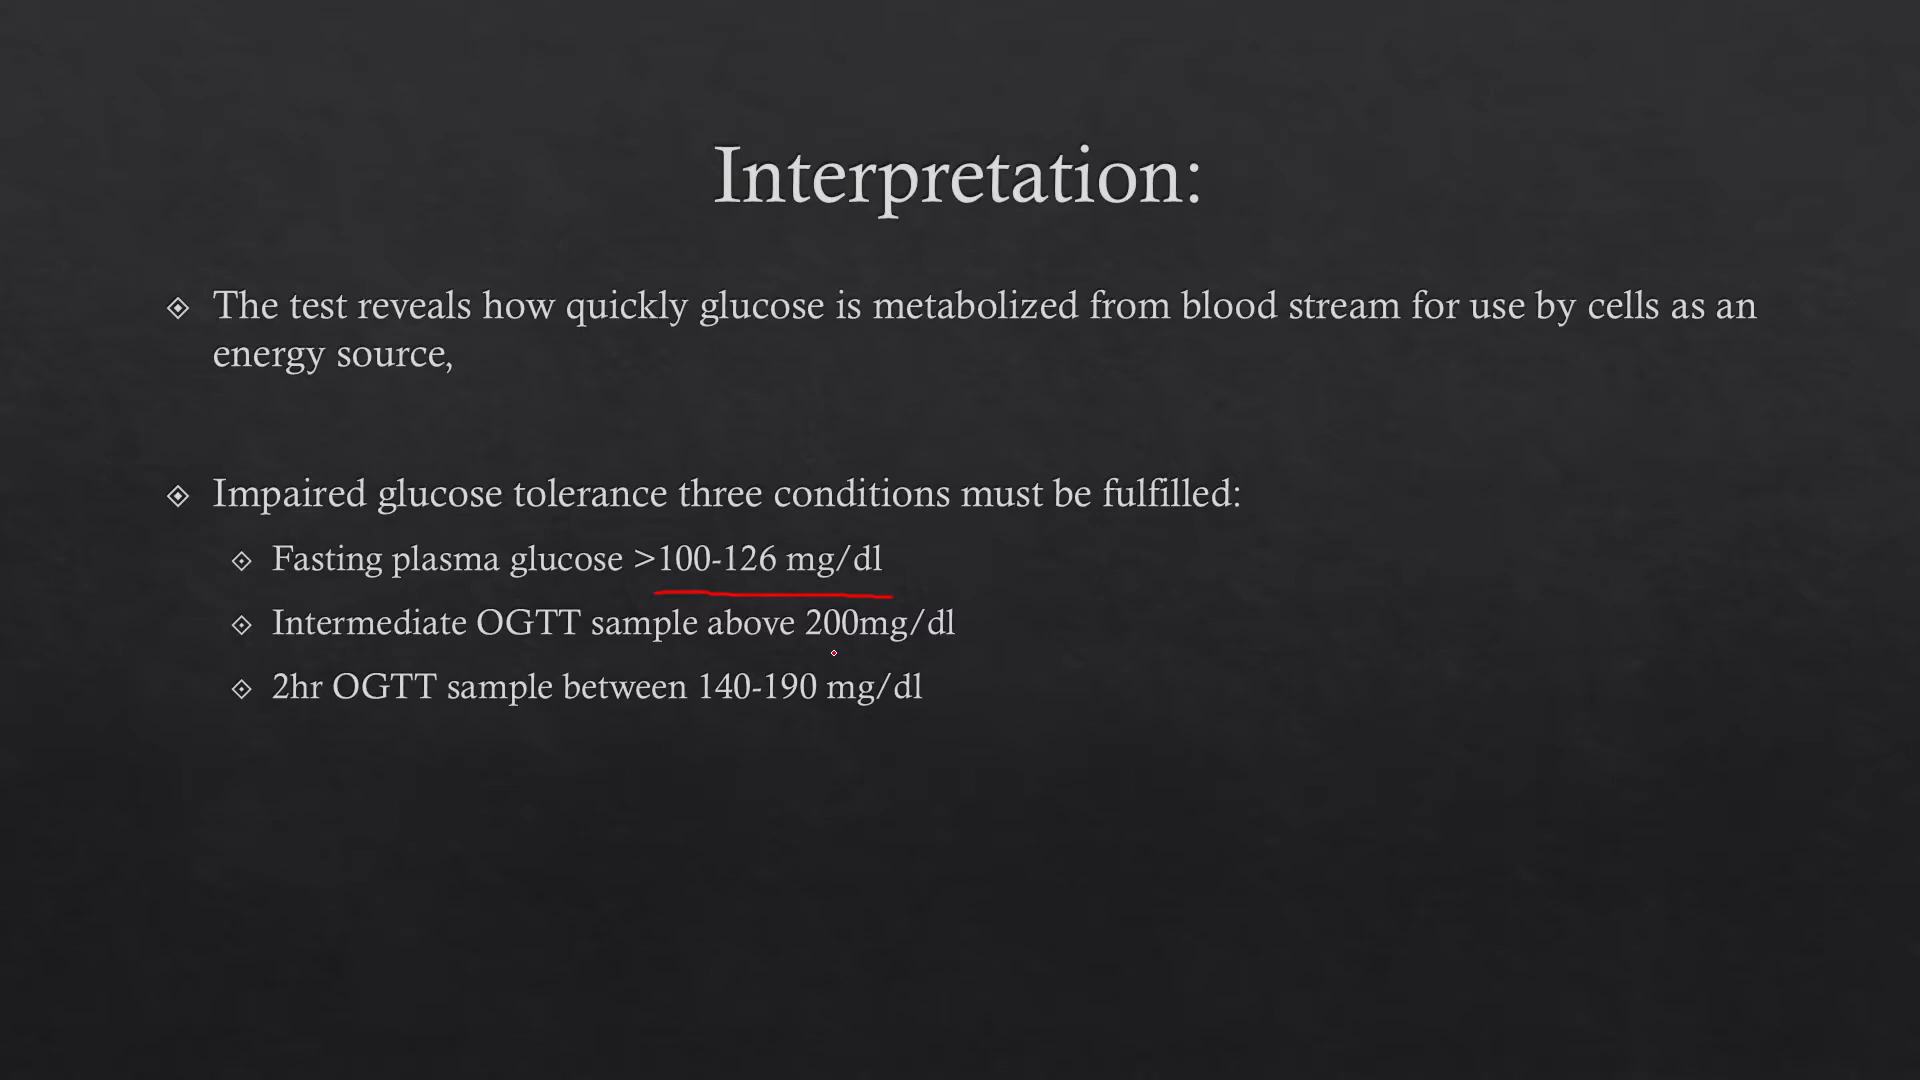 Interpretation:
The test reveals how quickly glucose is metabolized from blood stream for use by cells as an
energy source,
Impaired glucose tolerance three conditions must be fulfilled:
Fasting plasma glucose >100-126 mg/dl
Intermediate OGTT sample above 200mg/dl
2hr OGTT sample between 140-190 mg/dl